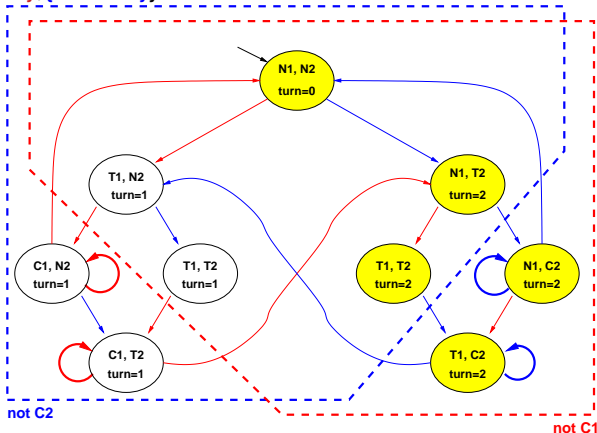 N1, N2
turn=0
T1, N2
turn=1
N1, T2
turn=2
C1, N2
turn=1
T1, T2
turn=1
T1, T2
turn=2
N1, C2
turn=2
C1, T2
turn=1
T1, C2
turn=2
not C2
not C1